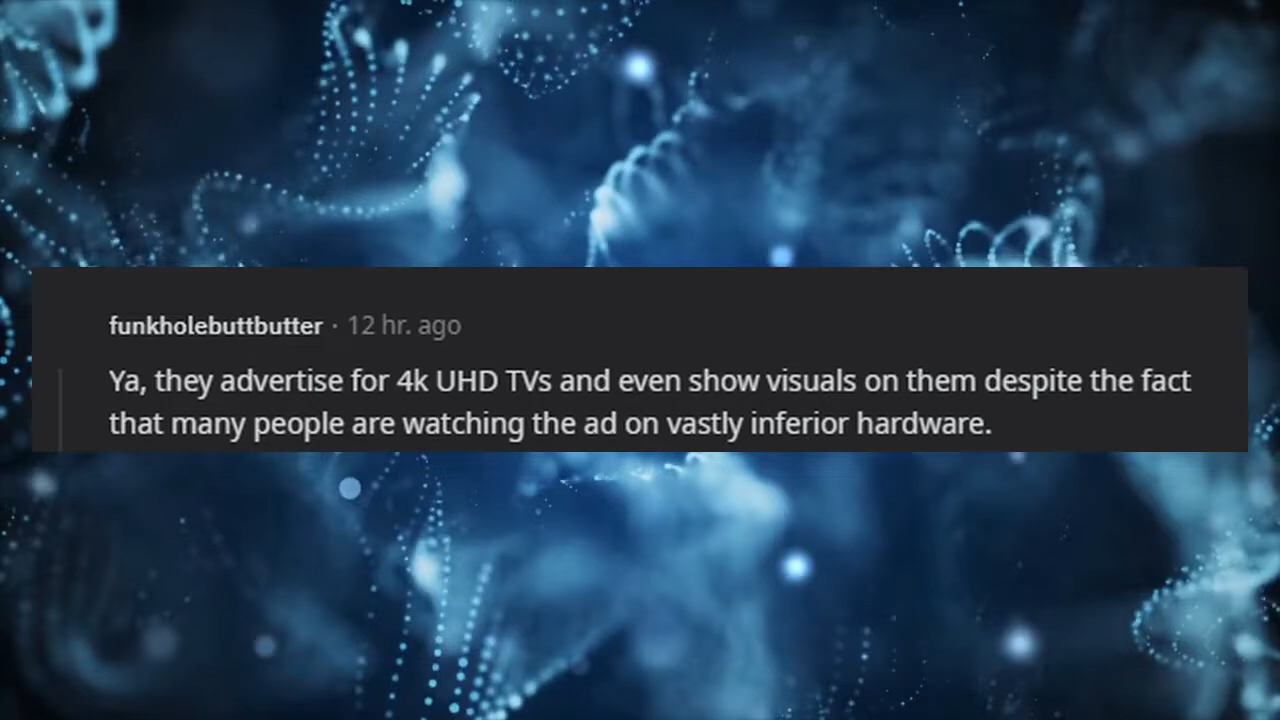 funkholebuttbutter · 12 hr. ago
Ya, they advertise for 4k UHD TVs and even show visuals on them despite the fact
that many people are watching the ad on vastly inferior hardware.